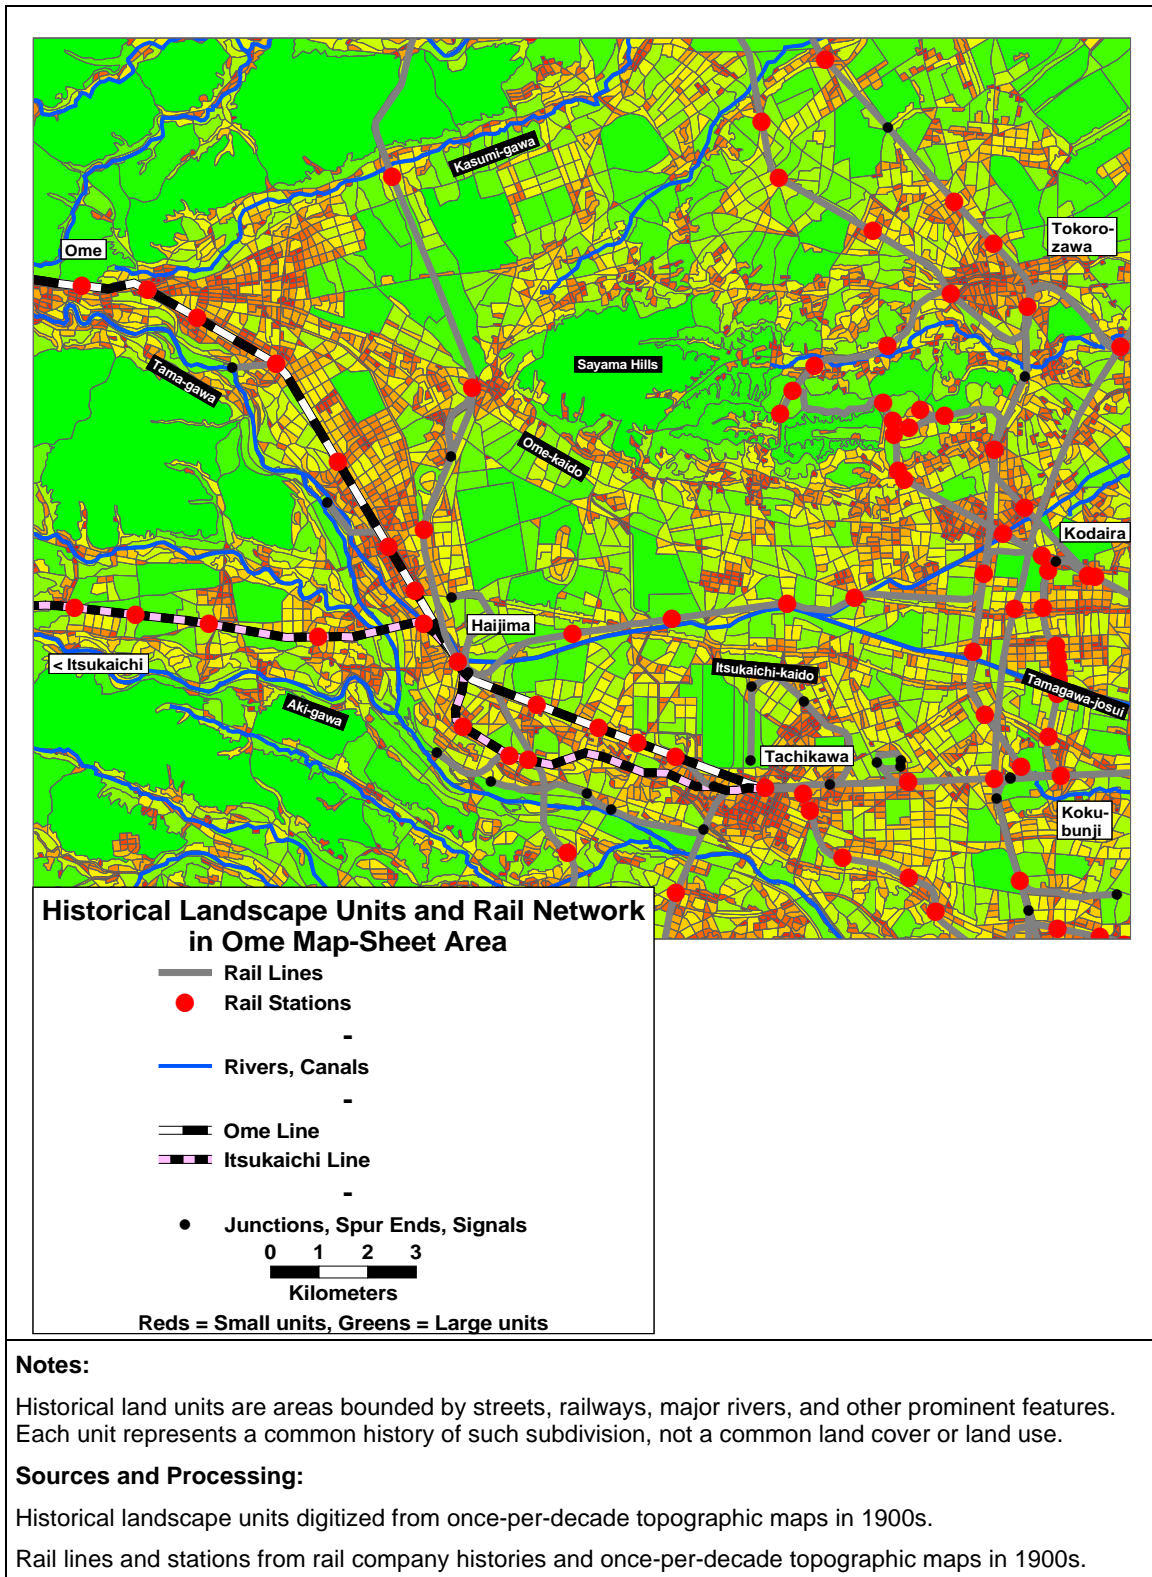 Kasumi-gawa
Tokoro-
zawa
Ome
Sayama Hills
Tama-gawa
Ome-kaido
Kodaira
Haijima
< Itsukaichi
Itsukaichi-kaido
Tamagawa-josui
Aki-gawa
Tachikawa
Koku-
bunji
Historical Landscape Units and Rail Network
in Ome Map-Sheet Area
Rail Lines
Rail Stations
-
Rivers, Canals
-
Ome Line
Itsukaichi Line
-
Junctions, Spur Ends, Signals
0 1 2 3
Kilometers
Reds = Small units, Greens = Large units
Notes:
Historical land units are areas bounded by streets, railways, major rivers, and other prominent features.
Each unit represents a common history of such subdivision, not a common land cover or land use.
Sources and Processing:
Historical landscape units digitized from once-per-decade topographic maps in 1900s.
Rail lines and stations from rail company histories and once-per-decade topographic maps in 1900s.